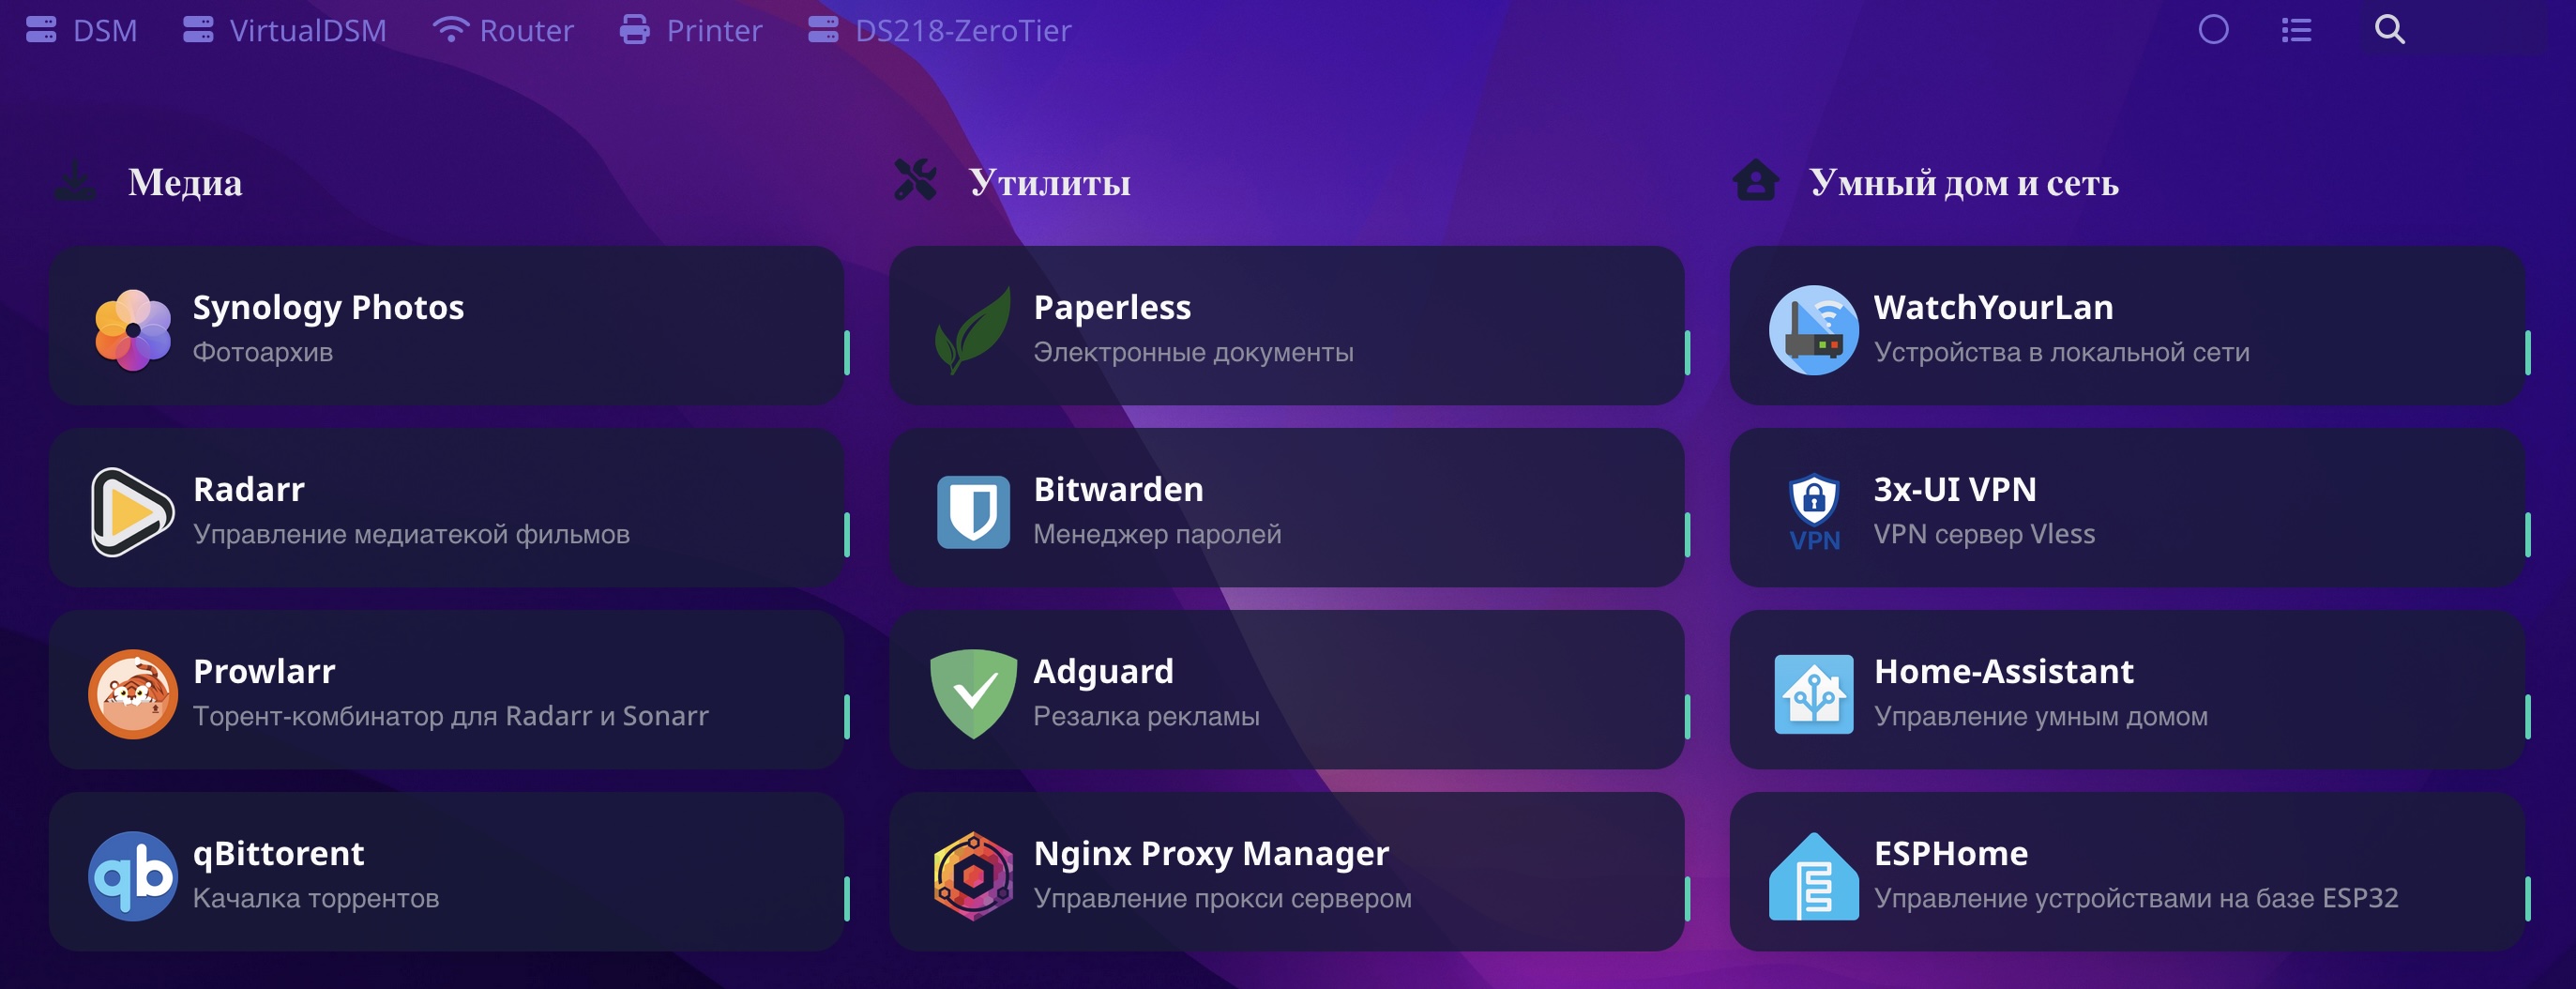 DSM VirtualDSM Router Printer DS218-ZeroTier
Медиа
Synology Photos
Фотоархив
Radarr
Управление медиатекой фильмов
Prowlarr
Торент-комбинатор для Radarr и Sonarr
qBittorent
Качалка торрентов
Утилиты
Paperless
Электронные документы
Bitwarden
Менеджер паролей
Adguard
Резалка рекламы
Nginx Proxy Manager
Управление прокси сервером
Умный дом и сеть
WatchYourLan
Устройства в локальной сети
VPN
3x-UI VPN
VPN сервер Vless
Home-Assistant
Управление умным домом
ESPHome
Управление устройствами на базе ESP32
qb